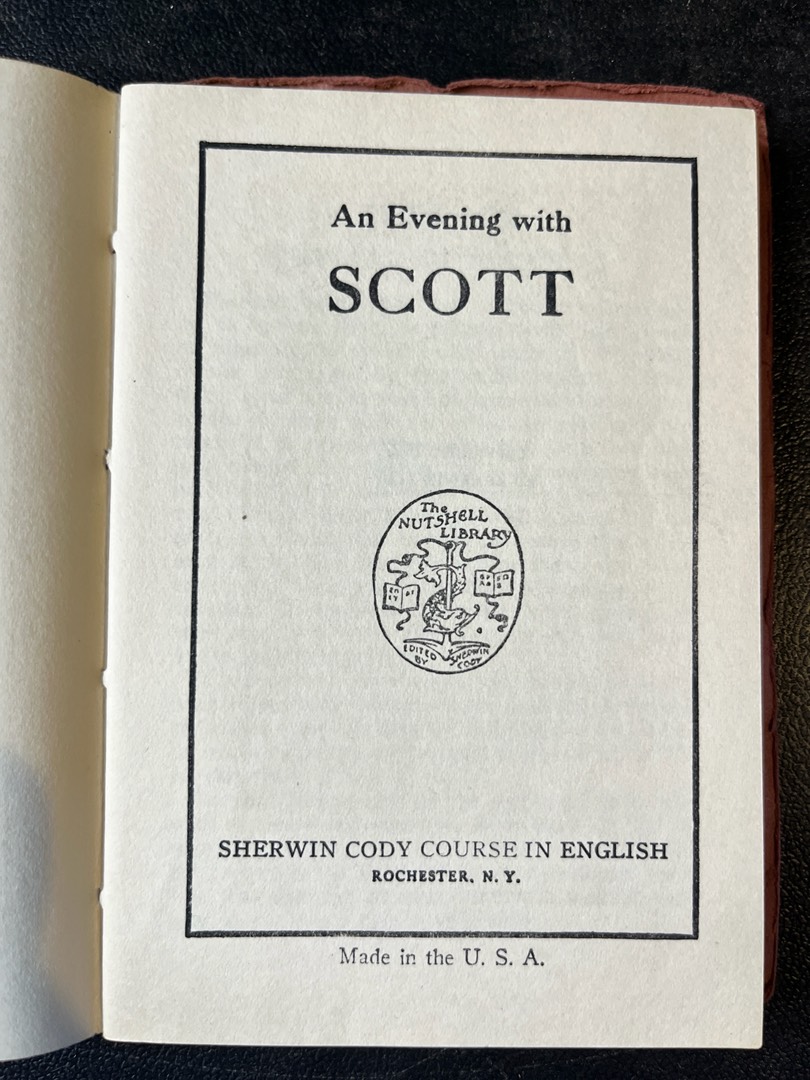 An Evening with
SCOTT
The
NUTSHELL
LIBRARY
EDITED
BY
SHERWIN
CODY
SHERWIN CODY COURSE IN ENGLISH
ROCHESTER, N. Y.
Made in the U. S. A.